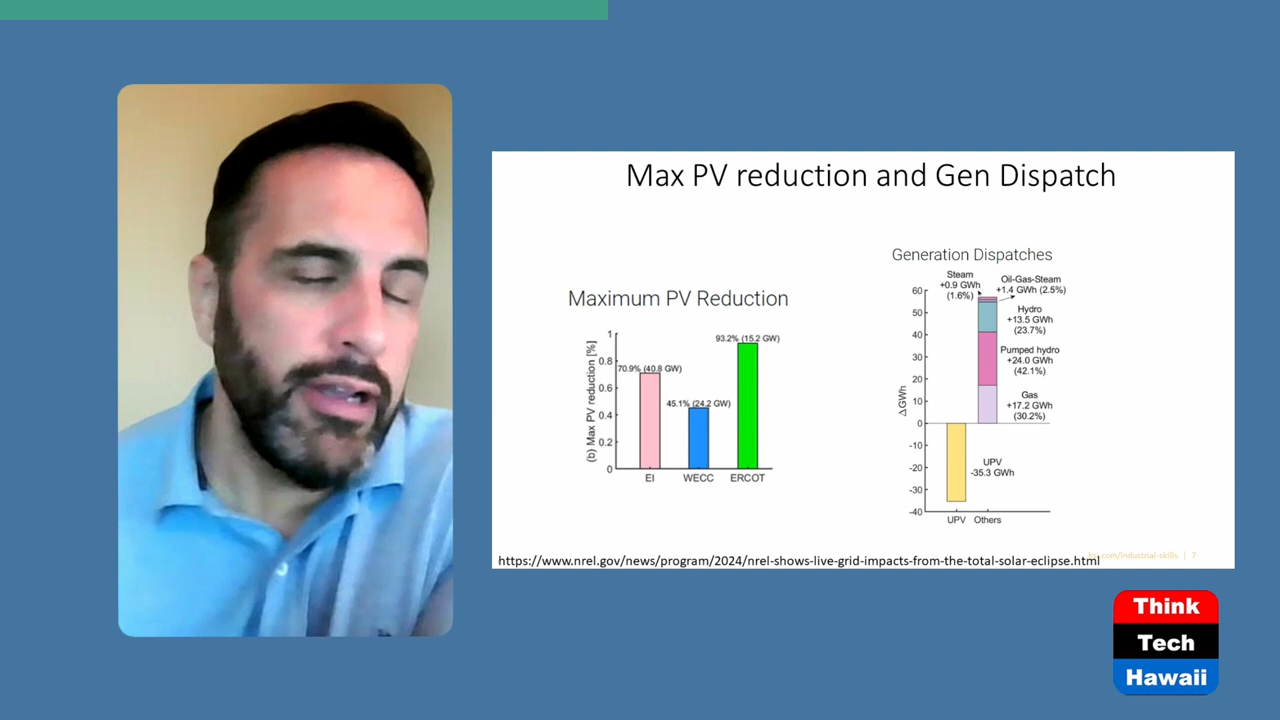 Max PV reduction and Gen Dispatch
Maximum PV Reduction
(b) Max PV reduction [%]
1
0.8
0.6
0.4
0.2
0
70.9% (40.8 GW)
45.1% (24.2 GW)
93.2% (15.2 GW)
EI
WECC
ERCOT
Generation Dispatches
ΔGWh
60
50
40
30
20
10
0
-10
-20
-30
-40
Steam
+0.9 GWh
(1.6%)
Oil-Gas-Steam
+1.4 GWh (2.5%)
Hydro
+13.5 GWh
(23.7%)
Pumped hydro
+24.0 GWh
(42.1%)
Gas
+17.2 GWh
(30.2%)
UPV
-35.3 GWh
UPV
Others
https://www.nrel.gov/news/program/2024/nrel-shows-live-grid-impacts-from-the-total-solar-eclipse.html
.com/industrial-skills | 7
Think
Tech
Hawaii